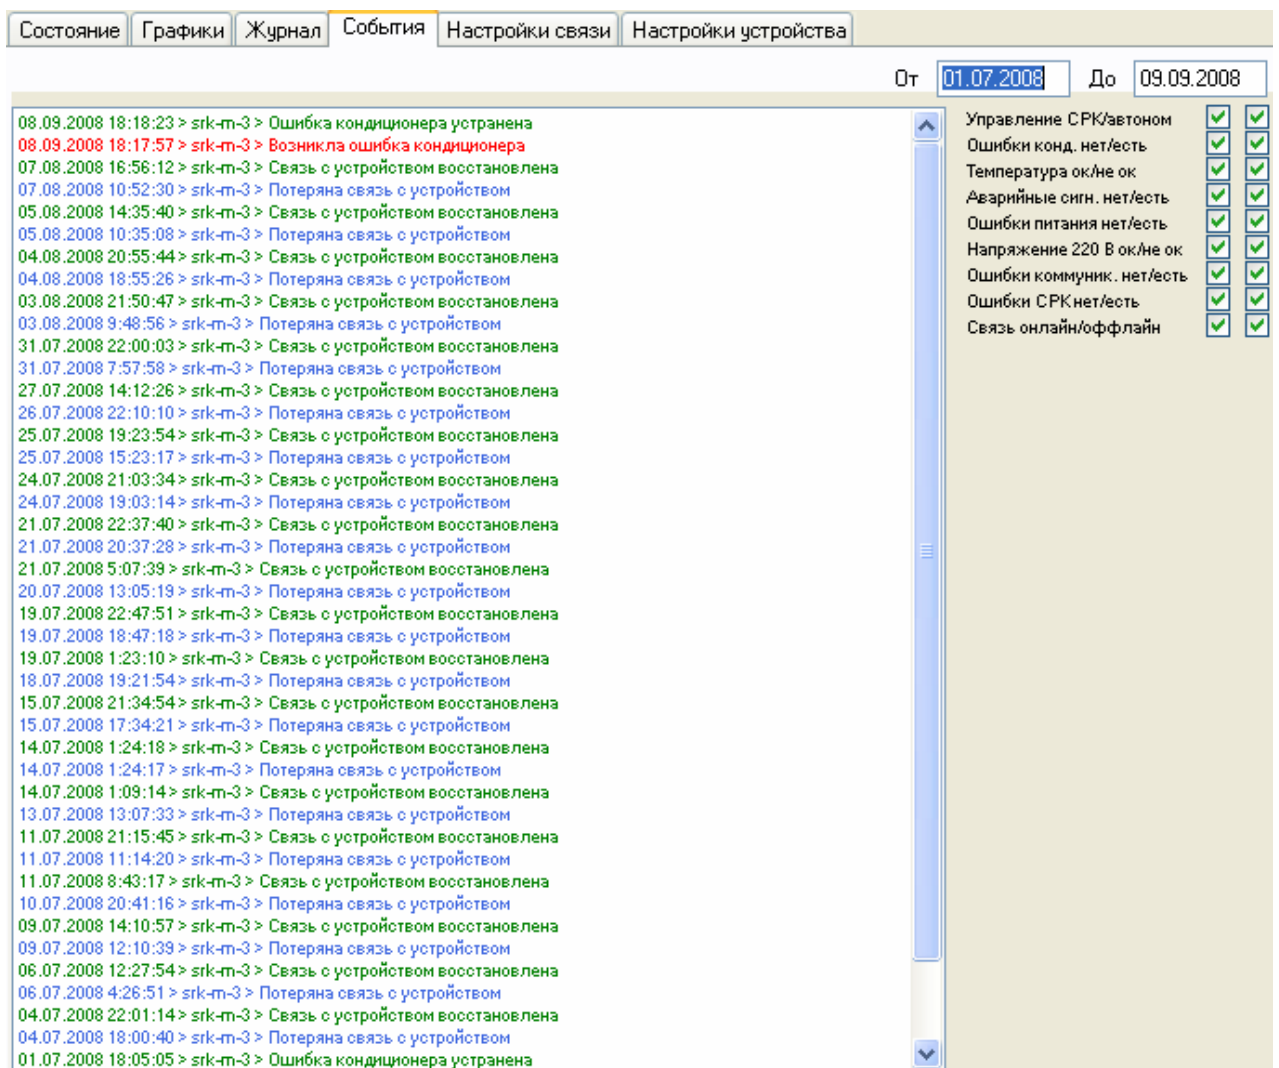 Состояние Графики Журнал События Настройки связи Настройки устройства
От 01.07.2008 До 09.09.2008
08.09.2008 18:18:23 > srk-m-3 > Ошибка кондиционера устранена
08.09.2008 18:17:57 > srk-m-3 > Возникла ошибка кондиционера
07.08.2008 16:56:12 > srk-m-3 > Связь с устройством восстановлена
07.08.2008 10:52:30 > srk-m-3 > Потеряна связь с устройством
05.08.2008 14:35:40 > srk-m-3 > Связь с устройством восстановлена
05.08.2008 10:35:08 > srk-m-3 > Потеряна связь с устройством
04.08.2008 20:55:44 > srk-m-3 > Связь с устройством восстановлена
04.08.2008 18:55:26 > srk-m-3 > Потеряна связь с устройством
03.08.2008 21:50:47 > srk-m-3 > Связь с устройством восстановлена
03.08.2008 9:48:56 > srk-m-3 > Потеряна связь с устройством
31.07.2008 22:00:03 > srk-m-3 > Связь с устройством восстановлена
31.07.2008 7:57:58 > srk-m-3 > Потеряна связь с устройством
27.07.2008 14:12:26 > srk-m-3 > Связь с устройством восстановлена
26.07.2008 22:10:10 > srk-m-3 > Потеряна связь с устройством
25.07.2008 19:23:54 > srk-m-3 > Связь с устройством восстановлена
25.07.2008 15:23:17 > srk-m-3 > Потеряна связь с устройством
24.07.2008 21:03:34 > srk-m-3 > Связь с устройством восстановлена
24.07.2008 19:03:14 > srk-m-3 > Потеряна связь с устройством
21.07.2008 22:37:40 > srk-m-3 > Связь с устройством восстановлена
21.07.2008 20:37:28 > srk-m-3 > Потеряна связь с устройством
21.07.2008 5:07:39 > srk-m-3 > Связь с устройством восстановлена
20.07.2008 13:05:19 > srk-m-3 > Потеряна связь с устройством
19.07.2008 22:47:51 > srk-m-3 > Связь с устройством восстановлена
19.07.2008 18:47:18 > srk-m-3 > Потеряна связь с устройством
19.07.2008 1:23:10 > srk-m-3 > Связь с устройством восстановлена
18.07.2008 19:21:54 > srk-m-3 > Потеряна связь с устройством
15.07.2008 21:34:54 > srk-m-3 > Связь с устройством восстановлена
15.07.2008 17:34:21 > srk-m-3 > Потеряна связь с устройством
14.07.2008 1:24:18 > srk-m-3 > Связь с устройством восстановлена
14.07.2008 1:24:17 > srk-m-3 > Потеряна связь с устройством
14.07.2008 1:09:14 > srk-m-3 > Связь с устройством восстановлена
13.07.2008 13:07:33 > srk-m-3 > Потеряна связь с устройством
11.07.2008 21:15:45 > srk-m-3 > Связь с устройством восстановлена
11.07.2008 11:14:20 > srk-m-3 > Потеряна связь с устройством
11.07.2008 8:43:17 > srk-m-3 > Связь с устройством восстановлена
10.07.2008 20:41:16 > srk-m-3 > Потеряна связь с устройством
09.07.2008 14:10:57 > srk-m-3 > Связь с устройством восстановлена
09.07.2008 12:10:39 > srk-m-3 > Потеряна связь с устройством
06.07.2008 12:27:54 > srk-m-3 > Связь с устройством восстановлена
06.07.2008 4:26:51 > srk-m-3 > Потеряна связь с устройством
04.07.2008 22:01:14 > srk-m-3 > Связь с устройством восстановлена
04.07.2008 18:00:40 > srk-m-3 > Потеряна связь с устройством
01.07.2008 18:05:05 > srk-m-3 > Ошибка кондиционера устранена
Управление СРК/автоном
Ошибки конд. нет/есть
Температура ок/не ок
Аварийные сигн. нет/есть
Ошибки питания нет/есть
Напряжение 220 В ок/не ок
Ошибки коммуник. нет/есть
Ошибки СРК нет/есть
Связь онлайн/оффлайн